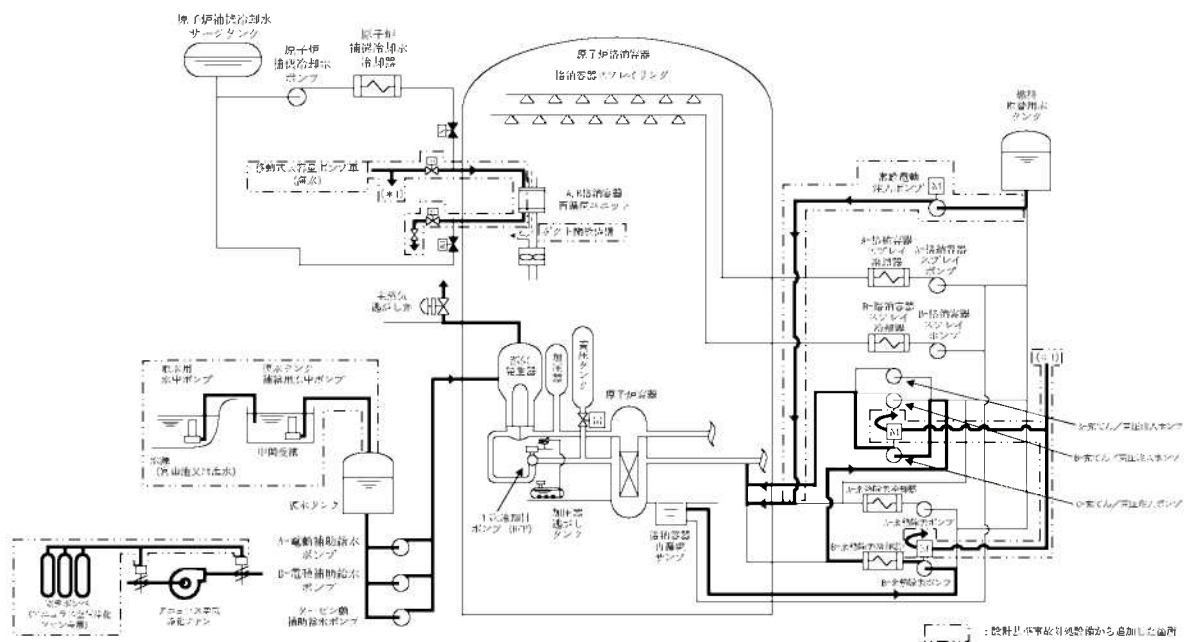 原子炉補機冷却水
サージタンク
原子炉
補機冷却水
ポンプ
原子炉
補機冷却水
冷却器
原子炉格納容器
格納容器スプレイリング
燃料
取替用水
タンク
移動式大容量ポンプ車
(海水)
(*1)
A,B格納容器
再循環ユニット
常設電動
注入ポンプ
A-格納容器
スプレイ
冷却器
A-格納容器
スプレイ
ポンプ
B-格納容器
スプレイ
冷却器
B-格納容器
スプレイ
ポンプ
主蒸気
逃がし弁
蒸気
発生器
加圧器
蓄圧タンク
原子炉容器
(*1)
取水用
水中ポンプ
復水タンク
補給用水中ポンプ
水源
中間受槽
復水タンク
1次冷却材
ポンプ (RCP)
加圧器
逃がし
タンク
格納容器
再循環
サンプ
A-充てん/高圧注入ポンプ
B-充てん/高圧注入ポンプ
C-充てん/高圧注入ポンプ
A-余熱除去冷却器
A-余熱除去ポンプ
B-余熱除去冷却器
B-余熱除去ポンプ
A-電動補助給水
ポンプ
B-電動補助給水
ポンプ
タービン動
補助給水ポンプ
アニュラス空気
浄化ファン
:設計基準事故対処設備から追加した箇所